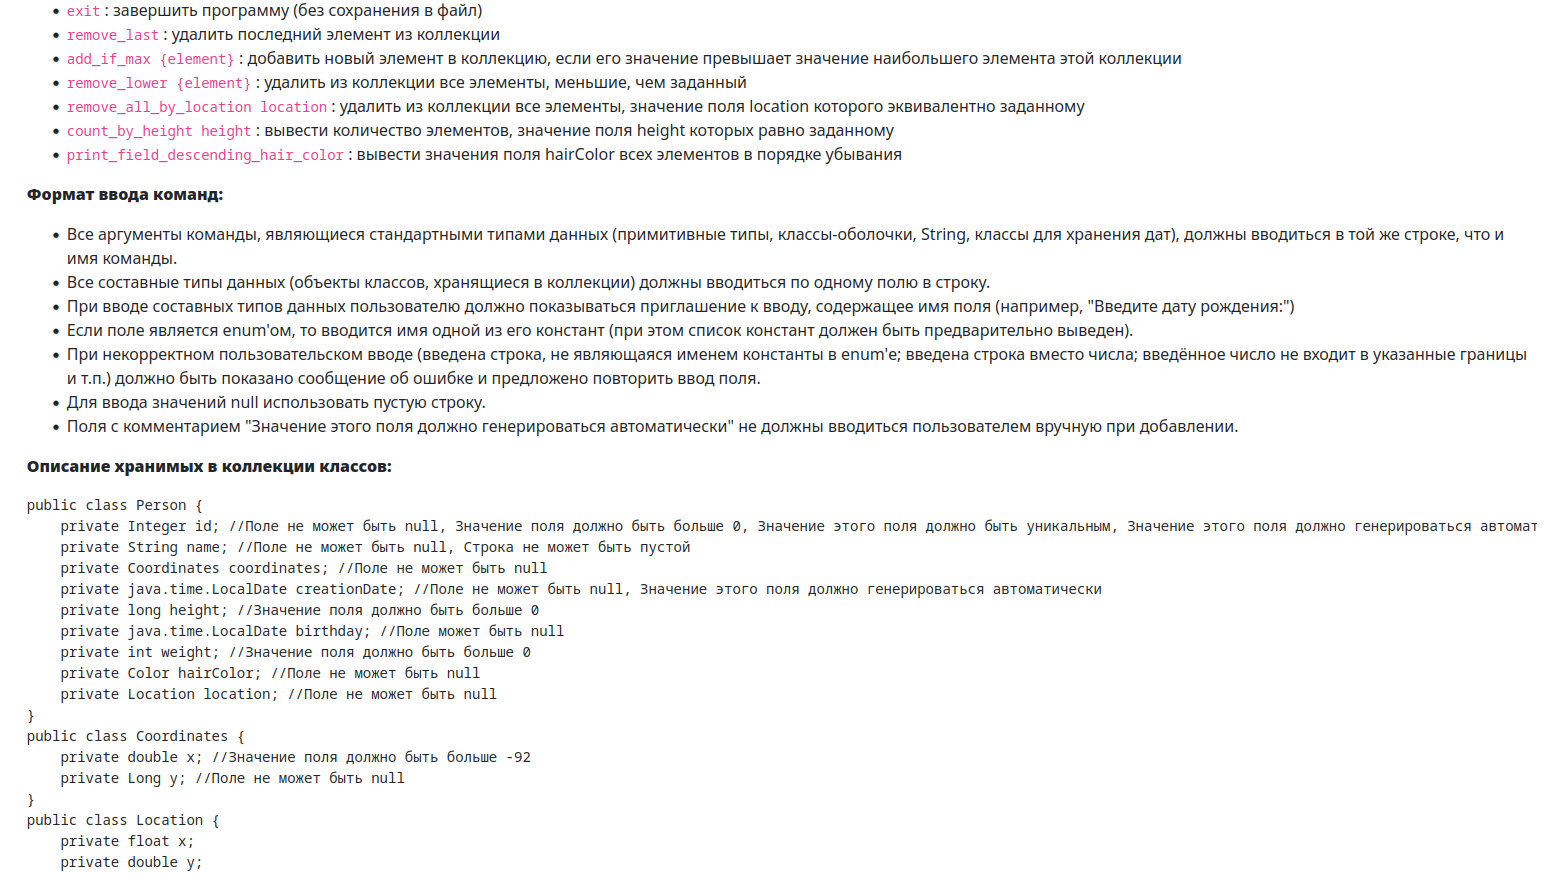 • exit : завершить программу (без сохранения в файл)
• remove_last : удалить последний элемент из коллекции
• add_if_max {element} : добавить новый элемент в коллекцию, если его значение превышает значение наибольшего элемента этой коллекции
• remove_lower {element} : удалить из коллекции все элементы, меньшие, чем заданный
• remove_all_by_location location : удалить из коллекции все элементы, значение поля location которого эквивалентно заданному
• count_by_height height : вывести количество элементов, значение поля height которых равно заданному
• print_field_descending_hair_color : вывести значения поля hairColor всех элементов в порядке убывания
Формат ввода команд:
• Все аргументы команды, являющиеся стандартными типами данных (примитивные типы, классы-оболочки, String, классы для хранения дат), должны вводиться в той же строке, что и
имя команды.
• Все составные типы данных (объекты классов, хранящиеся в коллекции) должны вводиться по одному полю в строку.
• При вводе составных типов данных пользователю должно показываться приглашение к вводу, содержащее имя поля (например, "Введите дату рождения:")
• Если поле является enum'ом, то вводится имя одной из его констант (при этом список констант должен быть предварительно выведен).
• При некорректном пользовательском вводе (введена строка, не являющаяся именем константы в enum'е; введена строка вместо числа; введённое число не входит в указанные границы
и т.п.) должно быть показано сообщение об ошибке и предложено повторить ввод поля.
• Для ввода значений null использовать пустую строку.
• Поля с комментарием "Значение этого поля должно генерироваться автоматически" не должны вводиться пользователем вручную при добавлении.
Описание хранимых в коллекции классов:
public class Person {
    private Integer id; //Поле не может быть null, Значение поля должно быть больше 0, Значение этого поля должно быть уникальным, Значение этого поля должно генерироваться автомат
    private String name; //Поле не может быть null, Строка не может быть пустой
    private Coordinates coordinates; //Поле не может быть null
    private java.time.LocalDate creationDate; //Поле не может быть null, Значение этого поля должно генерироваться автоматически
    private long height; //Значение поля должно быть больше 0
    private java.time.LocalDate birthday; //Поле может быть null
    private int weight; //Значение поля должно быть больше 0
    private Color hairColor; //Поле не может быть null
    private Location location; //Поле не может быть null
}
public class Coordinates {
    private double x; //Значение поля должно быть больше -92
    private Long y; //Поле не может быть null
}
public class Location {
    private float x;
    private double y;